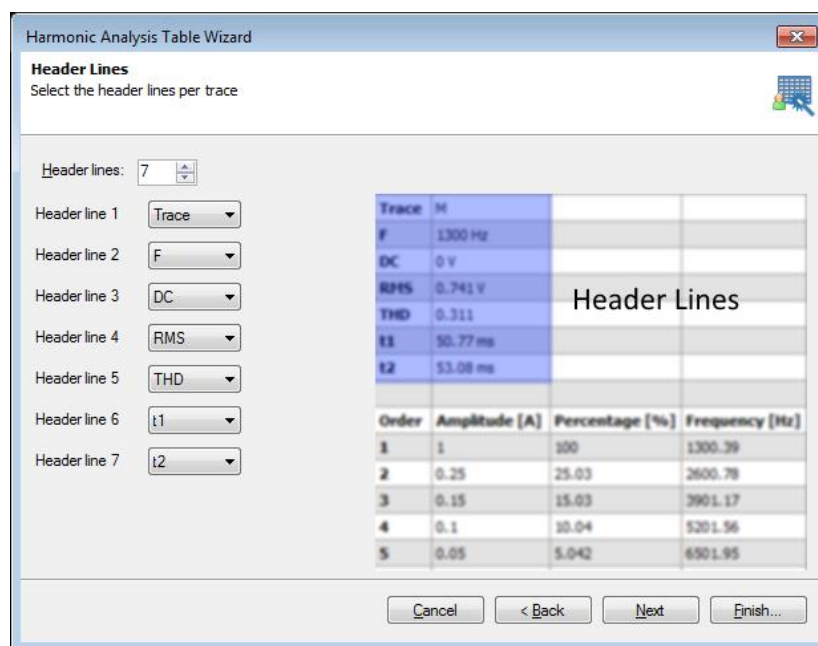 Harmonic Analysis Table Wizard
Header Lines
Select the header lines per trace
Header lines: 7
Header line 1 Trace
Header line 2 F
Header line 3 DC
Header line 4 RMS
Header line 5 THD
Header line 6 t1
Header line 7 t2
Trace M
F 1300 Hz
DC 0 V
RMS 0.741 V
THD 0.311
t1 50.77 ms
t2 53.08 ms
Header Lines
Order Amplitude [A] Percentage [%] Frequency [Hz]
1 1 100 1300.39
2 0.25 25.03 2600.78
3 0.15 15.03 3901.17
4 0.1 10.04 5201.56
5 0.05 5.042 6501.95
Cancel < Back Next Finish...